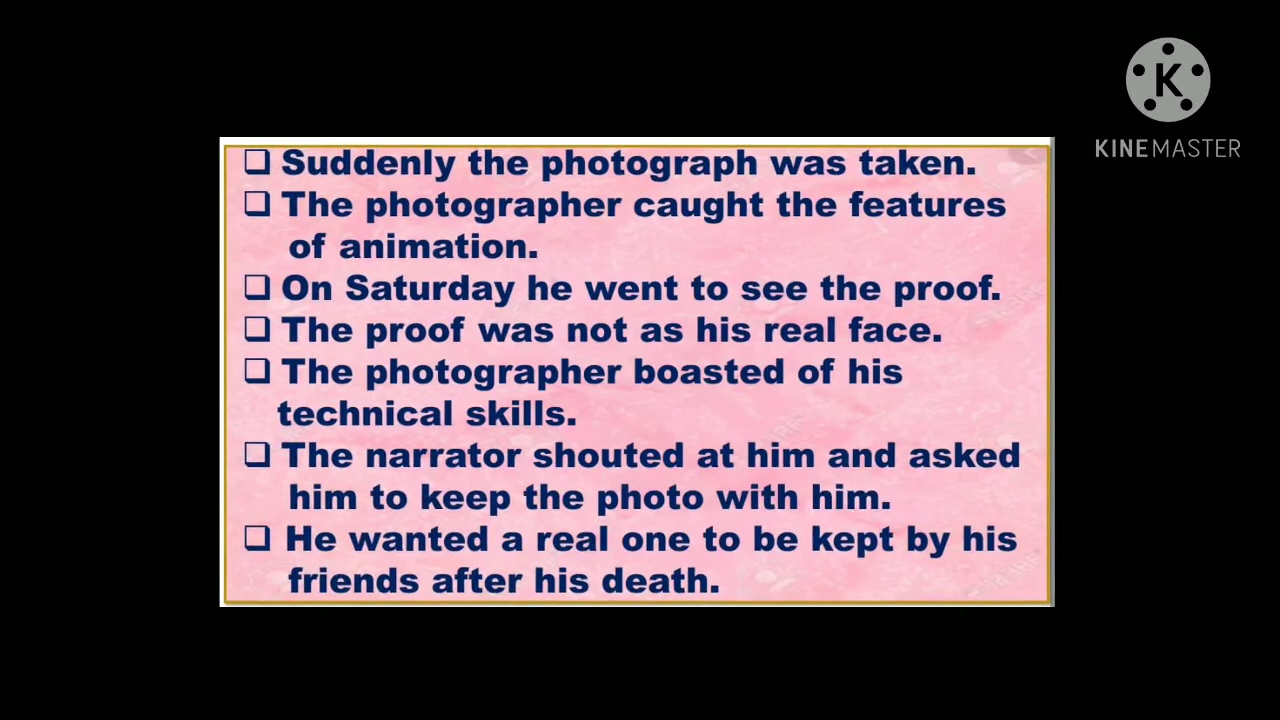 ❑ Suddenly the photograph was taken.
❑ The photographer caught the features
of animation.
❑ On Saturday he went to see the proof.
❑ The proof was not as his real face.
❑ The photographer boasted of his
technical skills.
❑ The narrator shouted at him and asked
him to keep the photo with him.
❑ He wanted a real one to be kept by his
friends after his death.
K
KINEMASTER